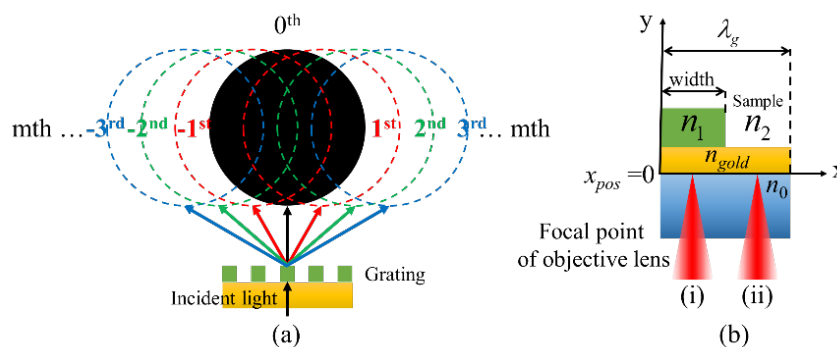 0th
mth ... -3rd -2nd -1st 1st 2nd 3rd ... mth
Grating
Incident light
(a)
y
λg
width
Sample
n1 n2
ngold
xpos =0 x
n0
Focal point
of objective lens
(i) (ii)
(b)